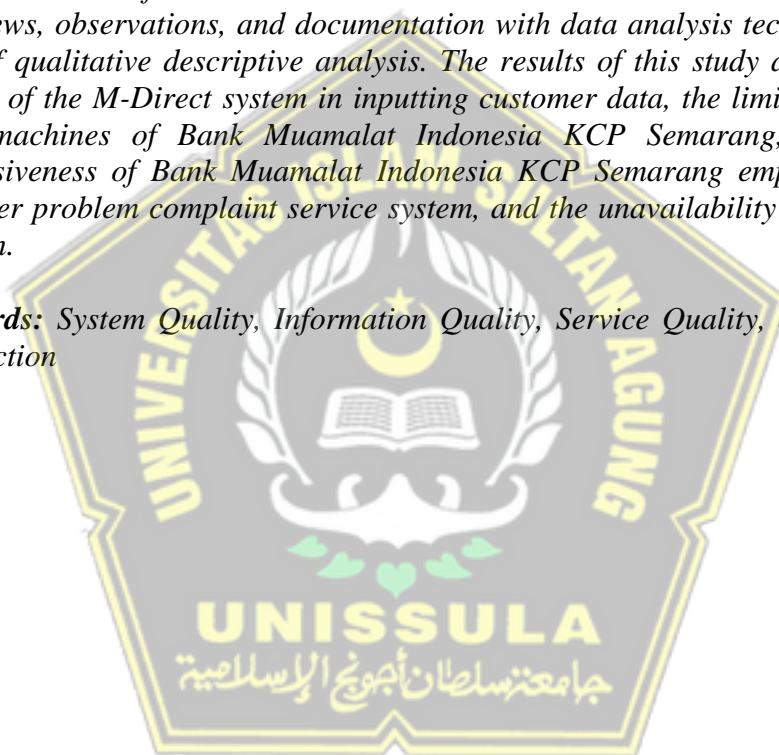 ews, observations, and documentation with data analysis tec
f qualitative descriptive analysis. The results of this study a
of the M-Direct system in inputting customer data, the limi
machines of Bank Muamalat Indonesia KCP Semarang,
siveness of Bank Muamalat Indonesia KCP Semarang emp
er problem complaint service system, and the unavailability
n.
rds: System Quality, Information Quality, Service Quality,
ction
UNIVERSITAS ISLAM SULTAN AGUNG
UNISSULA
جامعة سلطان أجونج الإسلامية